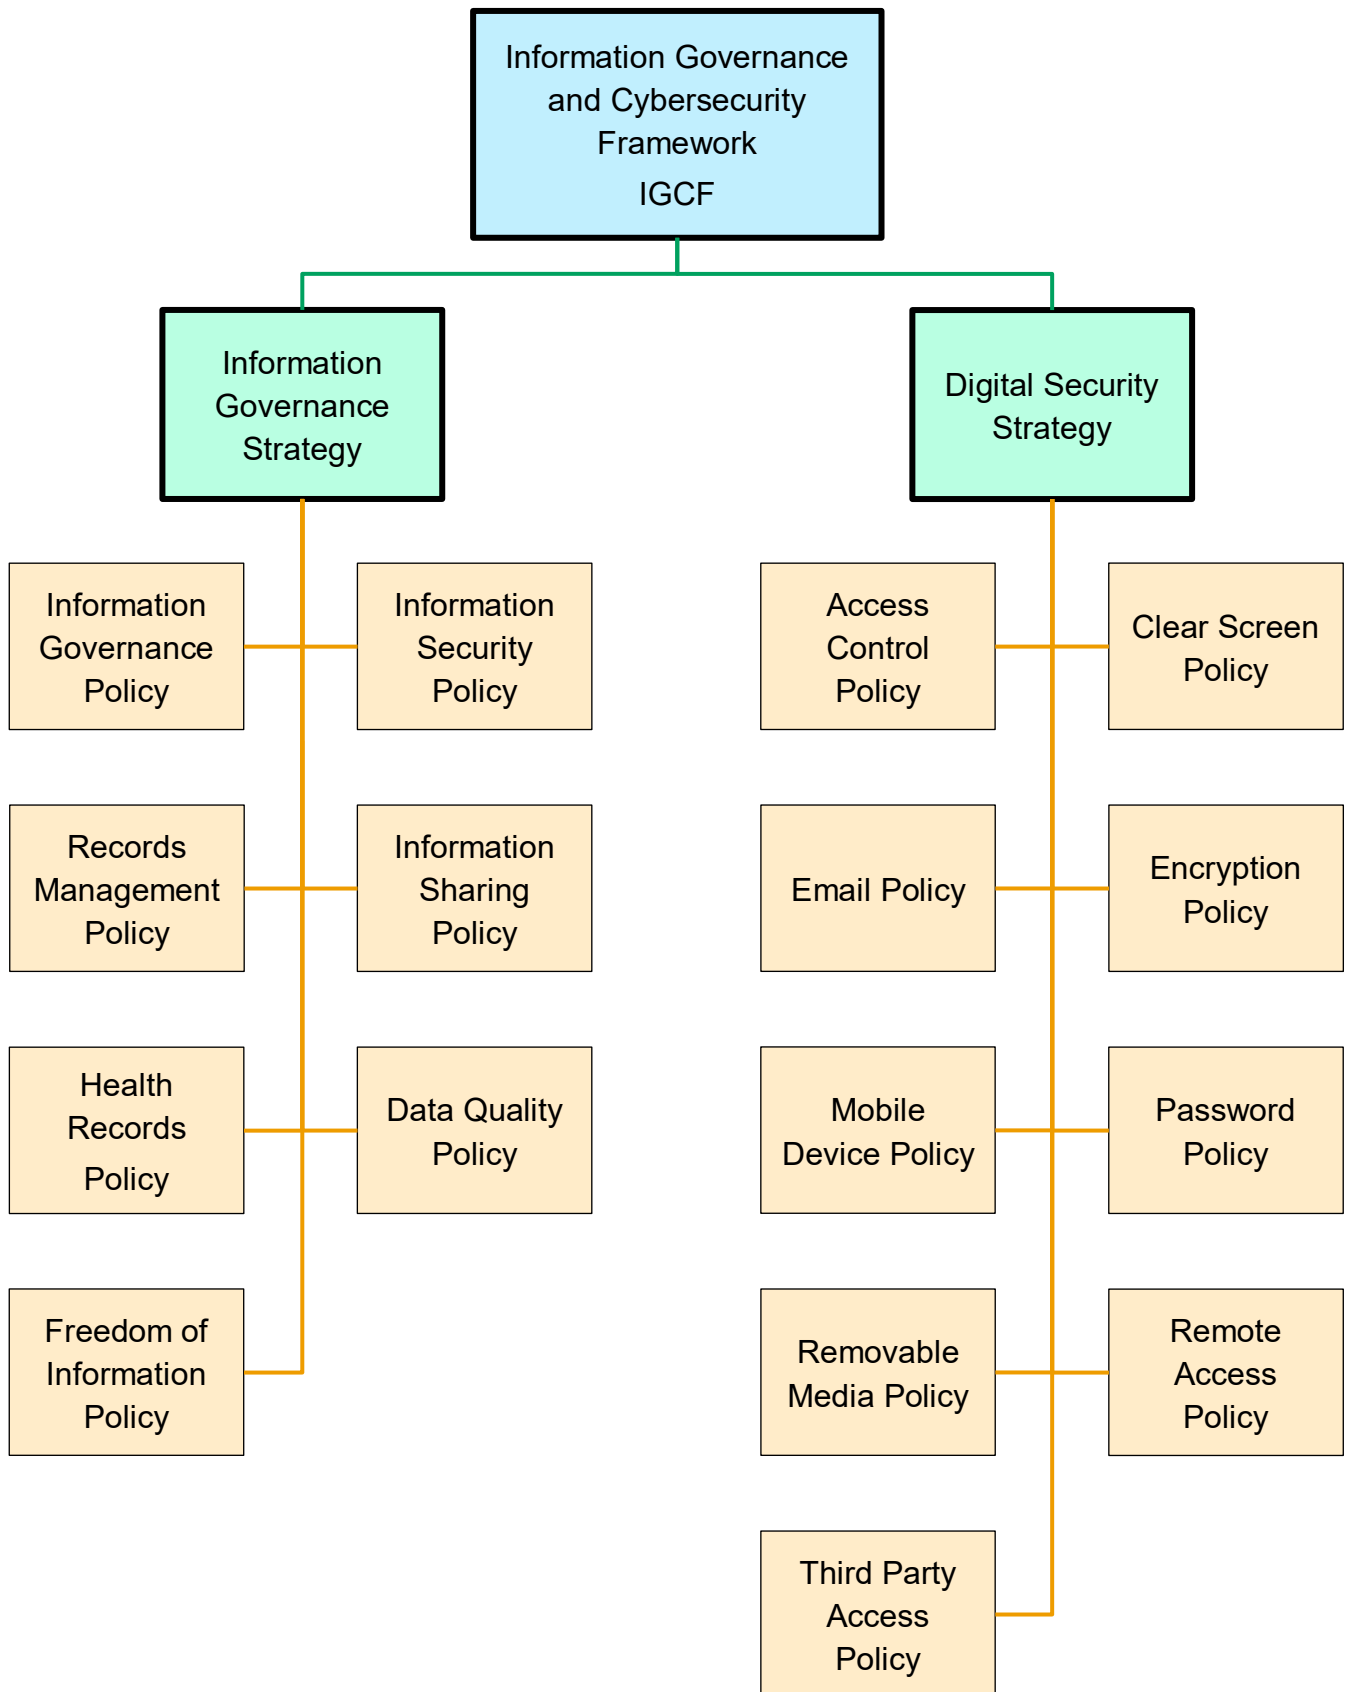 Information Governance
and Cybersecurity
Framework
IGCF
Information
Governance
Strategy
Digital Security
Strategy
Information
Governance
Policy
Information
Security
Policy
Access
Control
Policy
Clear Screen
Policy
Records
Management
Policy
Information
Sharing
Policy
Email Policy
Encryption
Policy
Health
Records
Policy
Data Quality
Policy
Mobile
Device Policy
Password
Policy
Freedom of
Information
Policy
Removable
Media Policy
Remote
Access
Policy
Third Party
Access
Policy